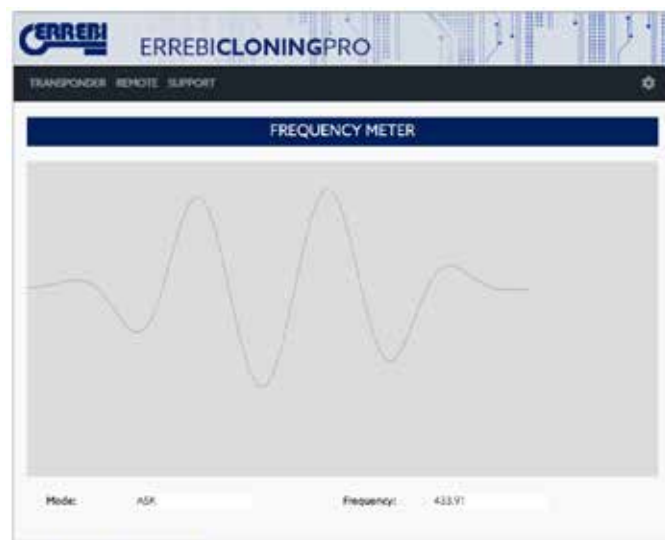 ERREBI
ERREBICLONINGPRO
TRANSPONDER REMOTE SUPPORT
FREQUENCY METER
Mode: ASK Frequency: 433.91